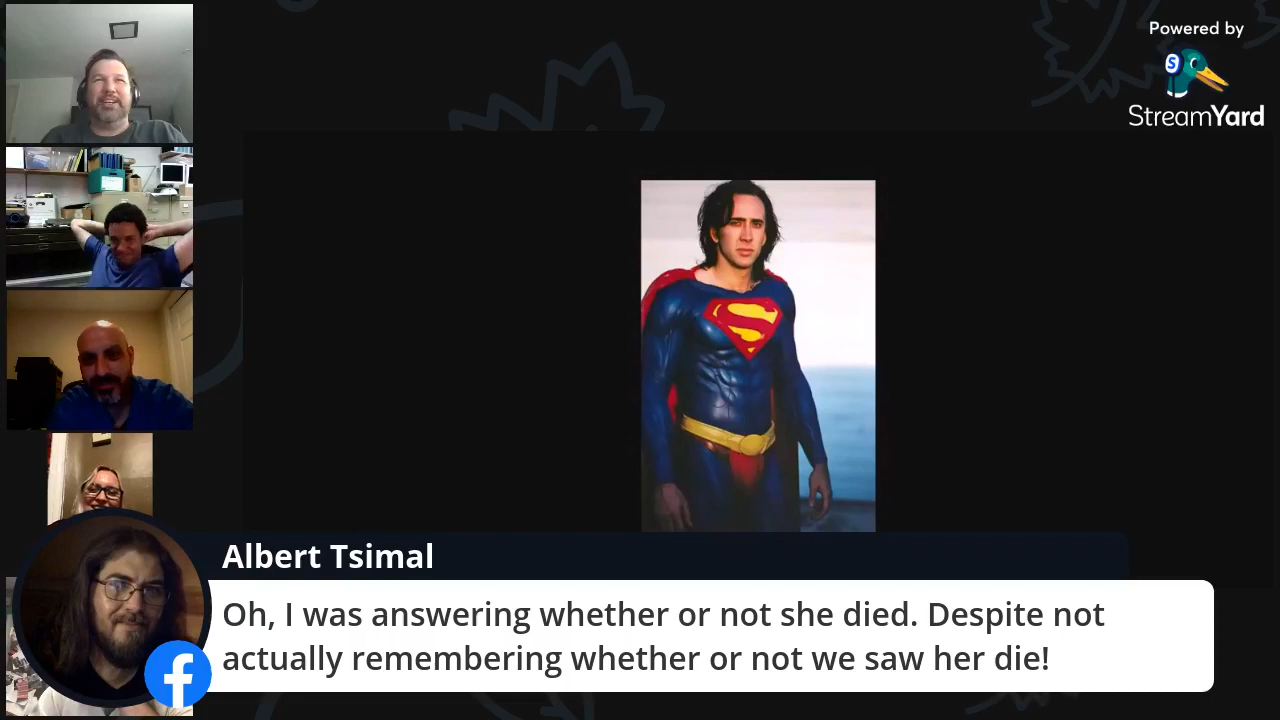 Powered by
StreamYard
Albert Tsimal
Oh, I was answering whether or not she died. Despite not
actually remembering whether or not we saw her die!